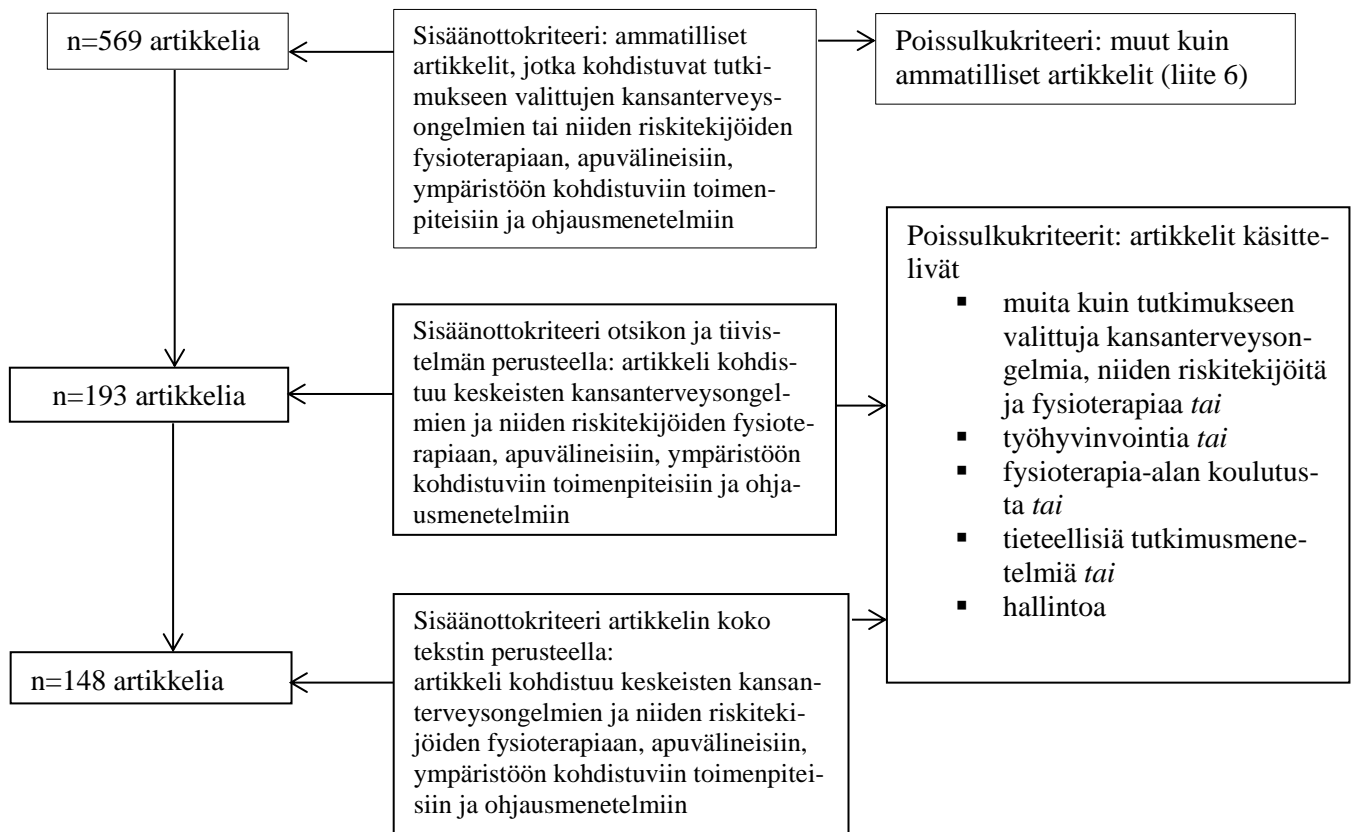 n=569 artikkelia
Sisäänottokriteeri: ammatilliset
artikkelit, jotka kohdistuvat tutki-
mukseen valittujen kansanterveys-
ongelmien tai niiden riskitekijöiden
fysioterapiaan, apuvälineisiin,
ympäristöön kohdistuviin toimen-
piteisiin ja ohjausmenetelmiin
Poissulkukriteeri: muut kuin
ammatilliset artikkelit (liite 6)
n=193 artikkelia
Sisäänottokriteeri otsikon ja tiivis-
telmän perusteella: artikkeli kohdis-
tuu keskeisten kansanterveysongel-
mien ja niiden riskitekijöiden fysiote-
rapiaan, apuvälineisiin, ympäristöön
kohdistuviin toimenpiteisiin ja ohja-
usmenetelmiin
Poissulkukriteerit: artikkelit käsitte-
livät
▪ muita kuin tutkimukseen
valittuja kansanterveyson-
gelmia, niiden riskitekijöitä
ja fysioterapiaa tai
▪ työhyvinvointia tai
▪ fysioterapia-alan koulutus-
ta tai
▪ tieteellisiä tutkimusmene-
telmiä tai
▪ hallintoa
n=148 artikkelia
Sisäänottokriteeri artikkelin koko
tekstin perusteella:
artikkeli kohdistuu keskeisten kansan-
terveysongelmien ja niiden riskiteki-
jöiden fysioterapiaan, apuvälineisiin,
ympäristöön kohdistuviin toimenpitei-
siin ja ohjausmenetelmiin